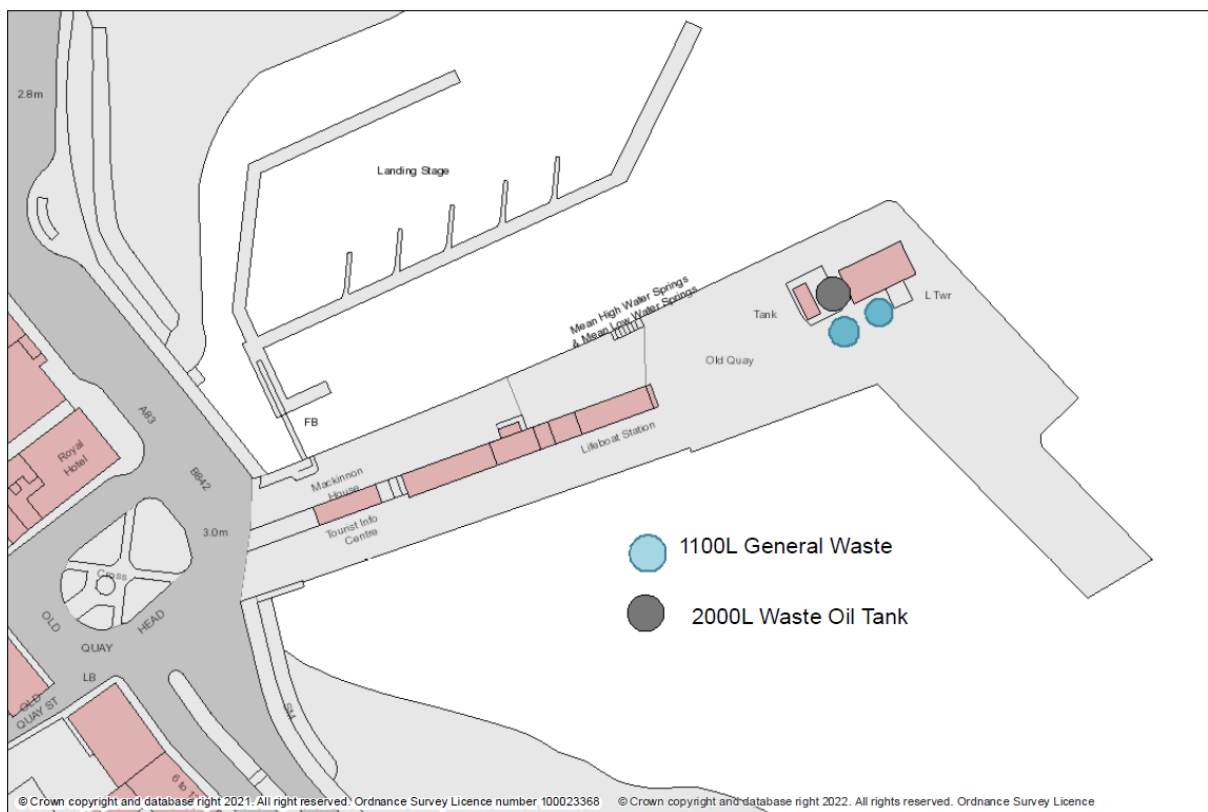 2.8m
Landing Stage
Mean High Water Springs
& Mean Low Water Springs
L Twr
Tank
Old Quay
A83
Royal
Hotel
B842
FB
Mackinnon
House
Lifeboat Station
3.0m
Tourist Info
Centre
Cross
OLD
QUAY
HEAD
LB
OLD
QUAY ST
SM
1100L General Waste
2000L Waste Oil Tank
© Crown copyright and database right 2021. All rights reserved. Ordnance Survey Licence number 100023368
© Crown copyright and database right 2022. All rights reserved. Ordnance Survey Licence